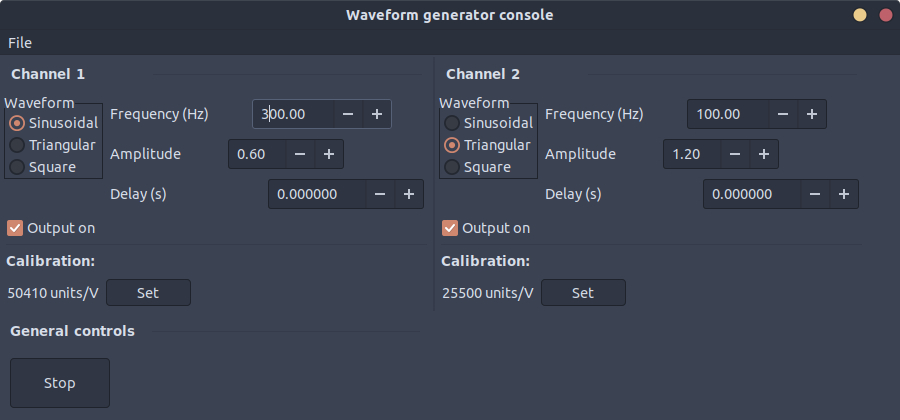 Waveform generator console
File
Channel 1
Waveform
Sinusoidal
Triangular
Square
Frequency (Hz) 300.00 − +
Amplitude 0.60 − +
Delay (s) 0.000000 − +
Output on
Calibration:
50410 units/V Set
Channel 2
Waveform
Sinusoidal
Triangular
Square
Frequency (Hz) 100.00 − +
Amplitude 1.20 − +
Delay (s) 0.000000 − +
Output on
Calibration:
25500 units/V Set
General controls
Stop